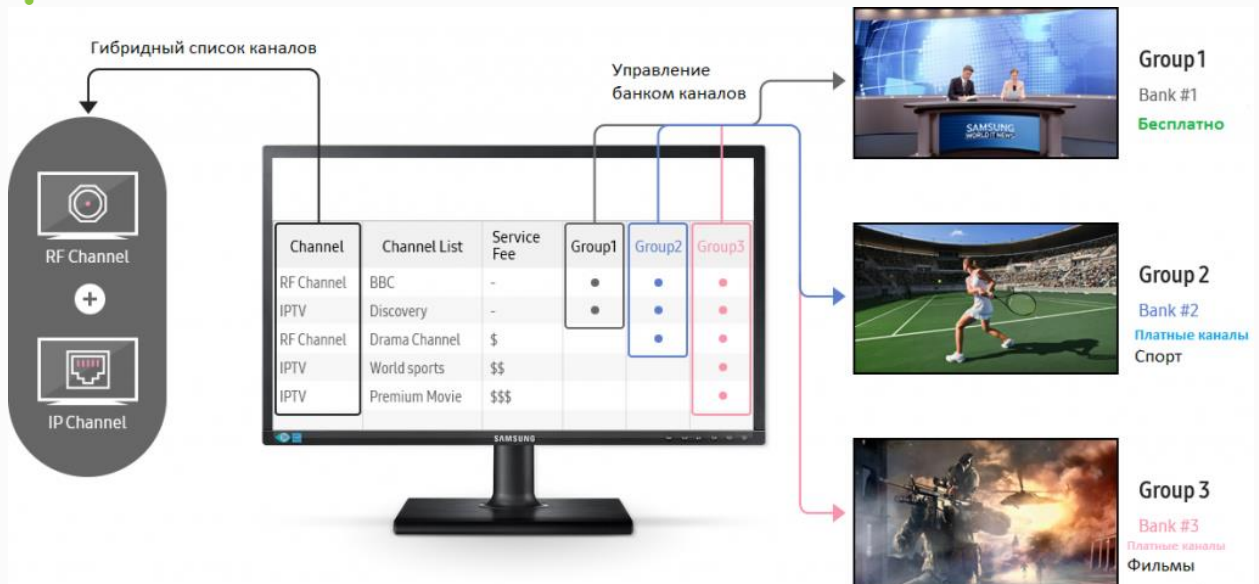 Гибридный список каналов
Управление
банком каналов
RF Channel
+
IP Channel
Channel Channel List Service Fee Group1 Group2 Group3
RF Channel BBC - • • •
IPTV Discovery - • • •
RF Channel Drama Channel $ • •
IPTV World sports $$ •
IPTV Premium Movie $$$ •
SAMSUNG
SAMSUNG
WORLD IT NEWS
Group 1
Bank #1
Бесплатно
Group 2
Bank #2
Платные каналы
Спорт
Group 3
Bank #3
Платные каналы
Фильмы